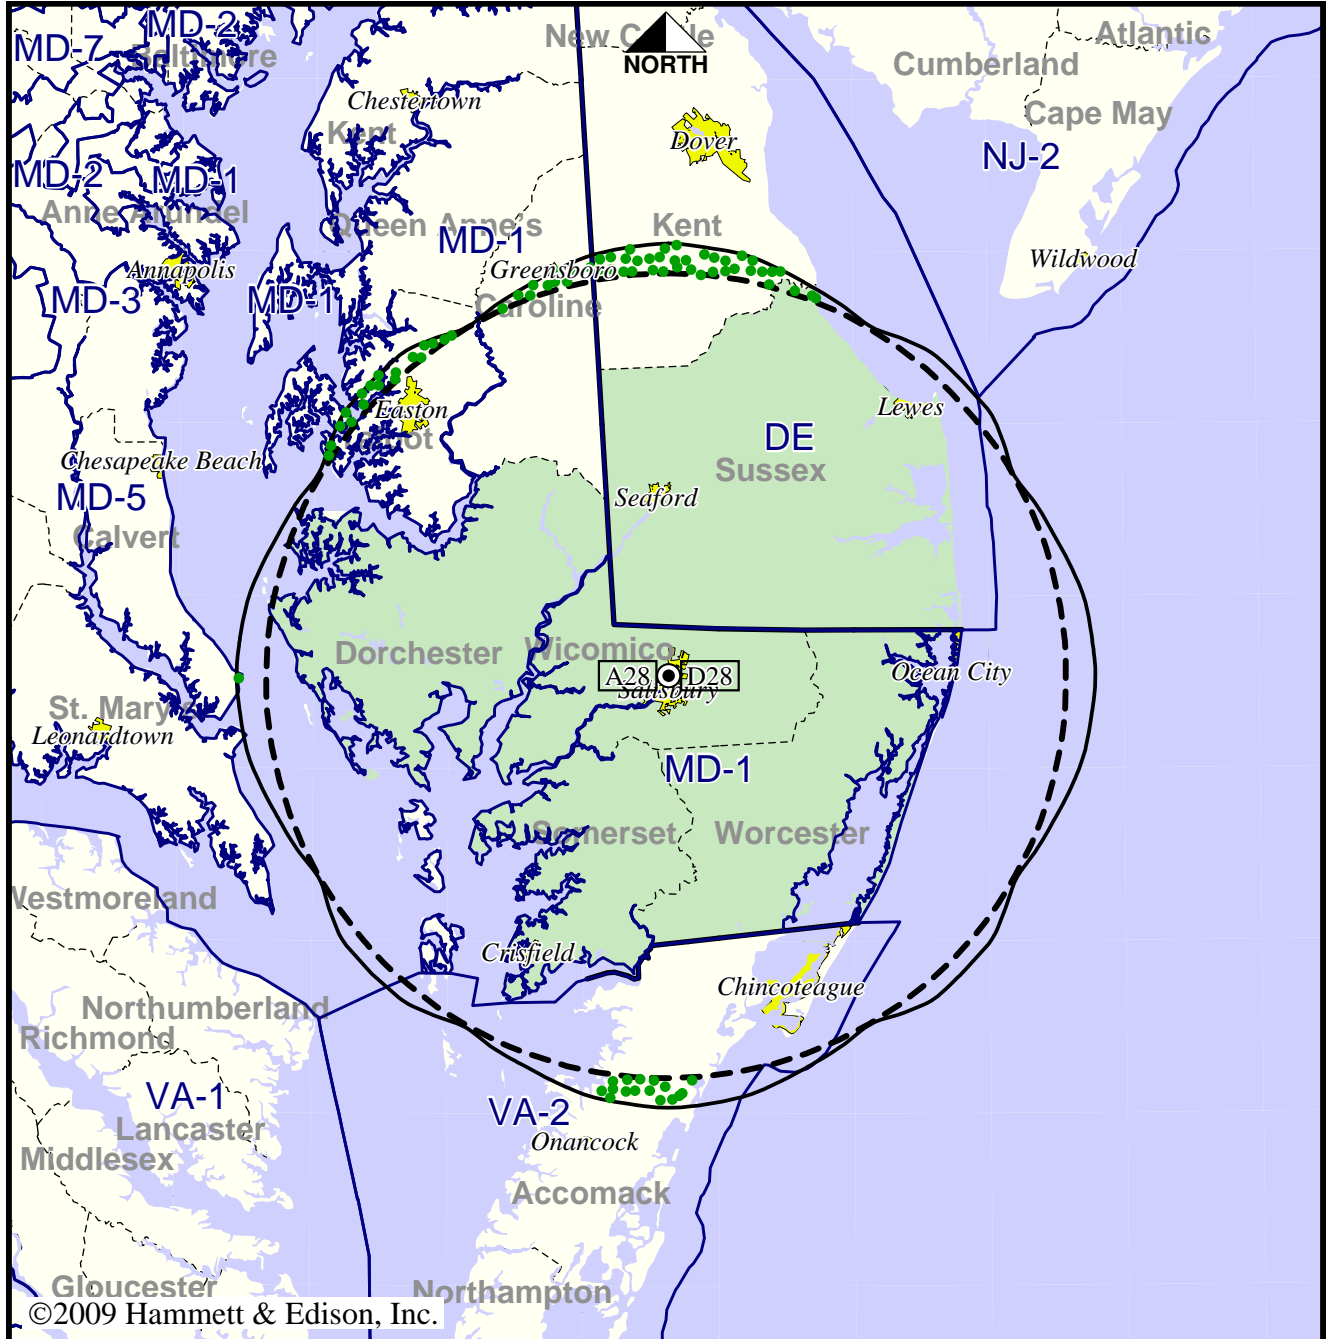 MD-2
New Castle
Atlantic
MD-7
Baltimore
NORTH
Cumberland
Chestertown
Cape May
Kent
Dover
NJ-2
MD-2
MD-1
Anne Arundel
Queen Anne's
Kent
MD-1
Wildwood
Annapolis
Greensboro
MD-3
MD-1
Caroline
Easton
Lewes
Talbot
DE
Chesapeake Beach
Sussex
MD-5
Seaford
Calvert
Dorchester
Wicomico
Ocean City
A28
D28
Salisbury
St. Mary's
Leonardtown
MD-1
Somerset
Worcester
Westmoreland
Crisfield
Chincoteague
Northumberland
Richmond
VA-1
VA-2
Lancaster
Onancock
Middlesex
Accomack
Gloucester
Northampton
©2009 Hammett & Edison, Inc.